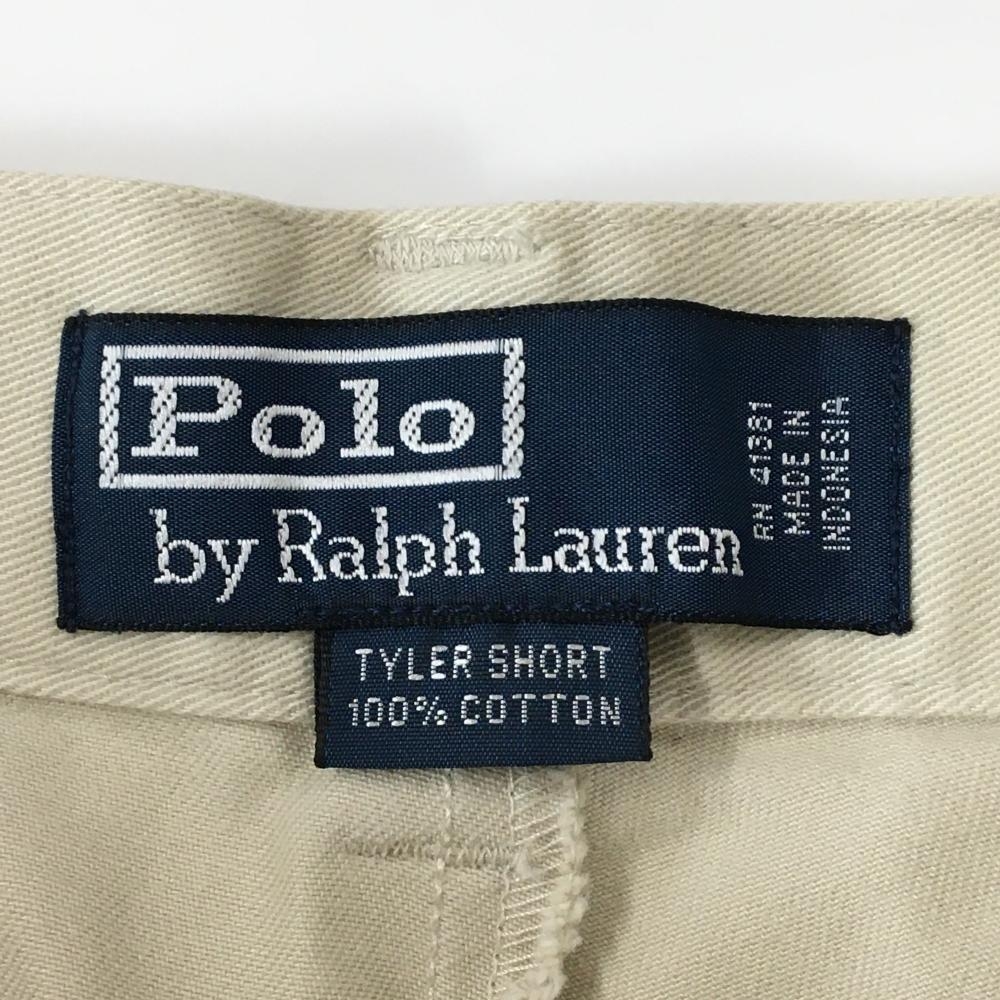 Polo
by Ralph Lauren
RN 41381
MADE IN
INDONESIA
TYLER SHORT
100% COTTON